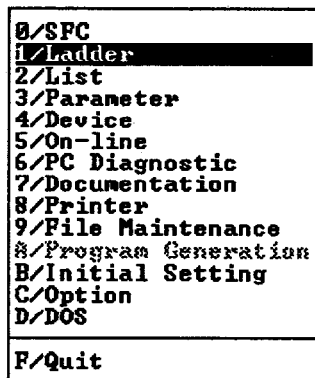 0/SFC
1/Ladder
2/List
3/Parameter
4/Device
5/On-line
6/PC Diagnostic
7/Documentation
8/Printer
9/File Maintenance
A/Program Generation
B/Initial Setting
C/Option
D/DOS
F/Quit